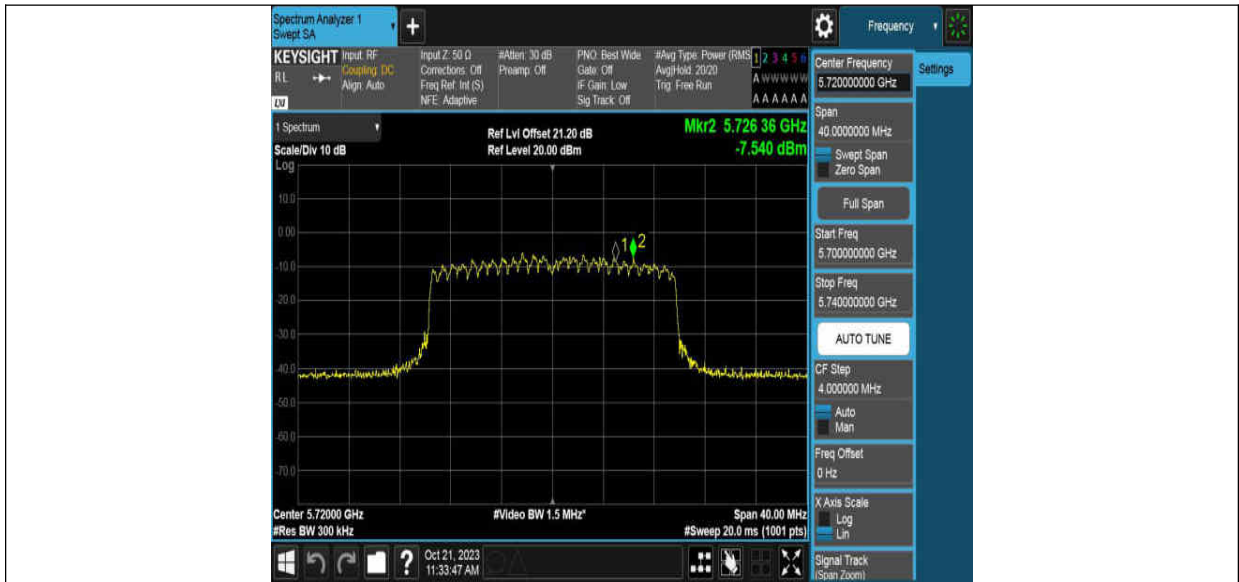 Spectrum Analyzer 1
Swept SA
+
Frequency
KEYSIGHT
RL
LXI
Input: RF
Coupling: DC
Align: Auto
Input Z: 50 Ω
Corrections: Off
Freq Ref: Int (S)
NFE: Adaptive
#Atten: 30 dB
Preamp: Off
PNO: Best Wide
Gate: Off
IF Gain: Low
Sig Track: Off
#Avg Type: Power (RMS
Avg|Hold: 20/20
Trig: Free Run
1 2 3 4 5 6
A W W W W W
A A A A A A
1 Spectrum
Scale/Div 10 dB
Log
Ref Lvl Offset 21.20 dB
Ref Level 20.00 dBm
Mkr2 5.726 36 GHz
-7.540 dBm
10.0
0.00
-10.0
-20.0
-30.0
-40.0
-50.0
-60.0
-70.0
1
2
Center 5.72000 GHz
#Res BW 300 kHz
#Video BW 1.5 MHz*
Span 40.00 MHz
#Sweep 20.0 ms (1001 pts)
?
Oct 21, 2023
11:33:47 AM
Center Frequency
5.720000000 GHz
Settings
Span
40.0000000 MHz
Swept Span
Zero Span
Full Span
Start Freq
5.700000000 GHz
Stop Freq
5.740000000 GHz
AUTO TUNE
CF Step
4.000000 MHz
Auto
Man
Freq Offset
0 Hz
X Axis Scale
Log
Lin
Signal Track
(Span Zoom)